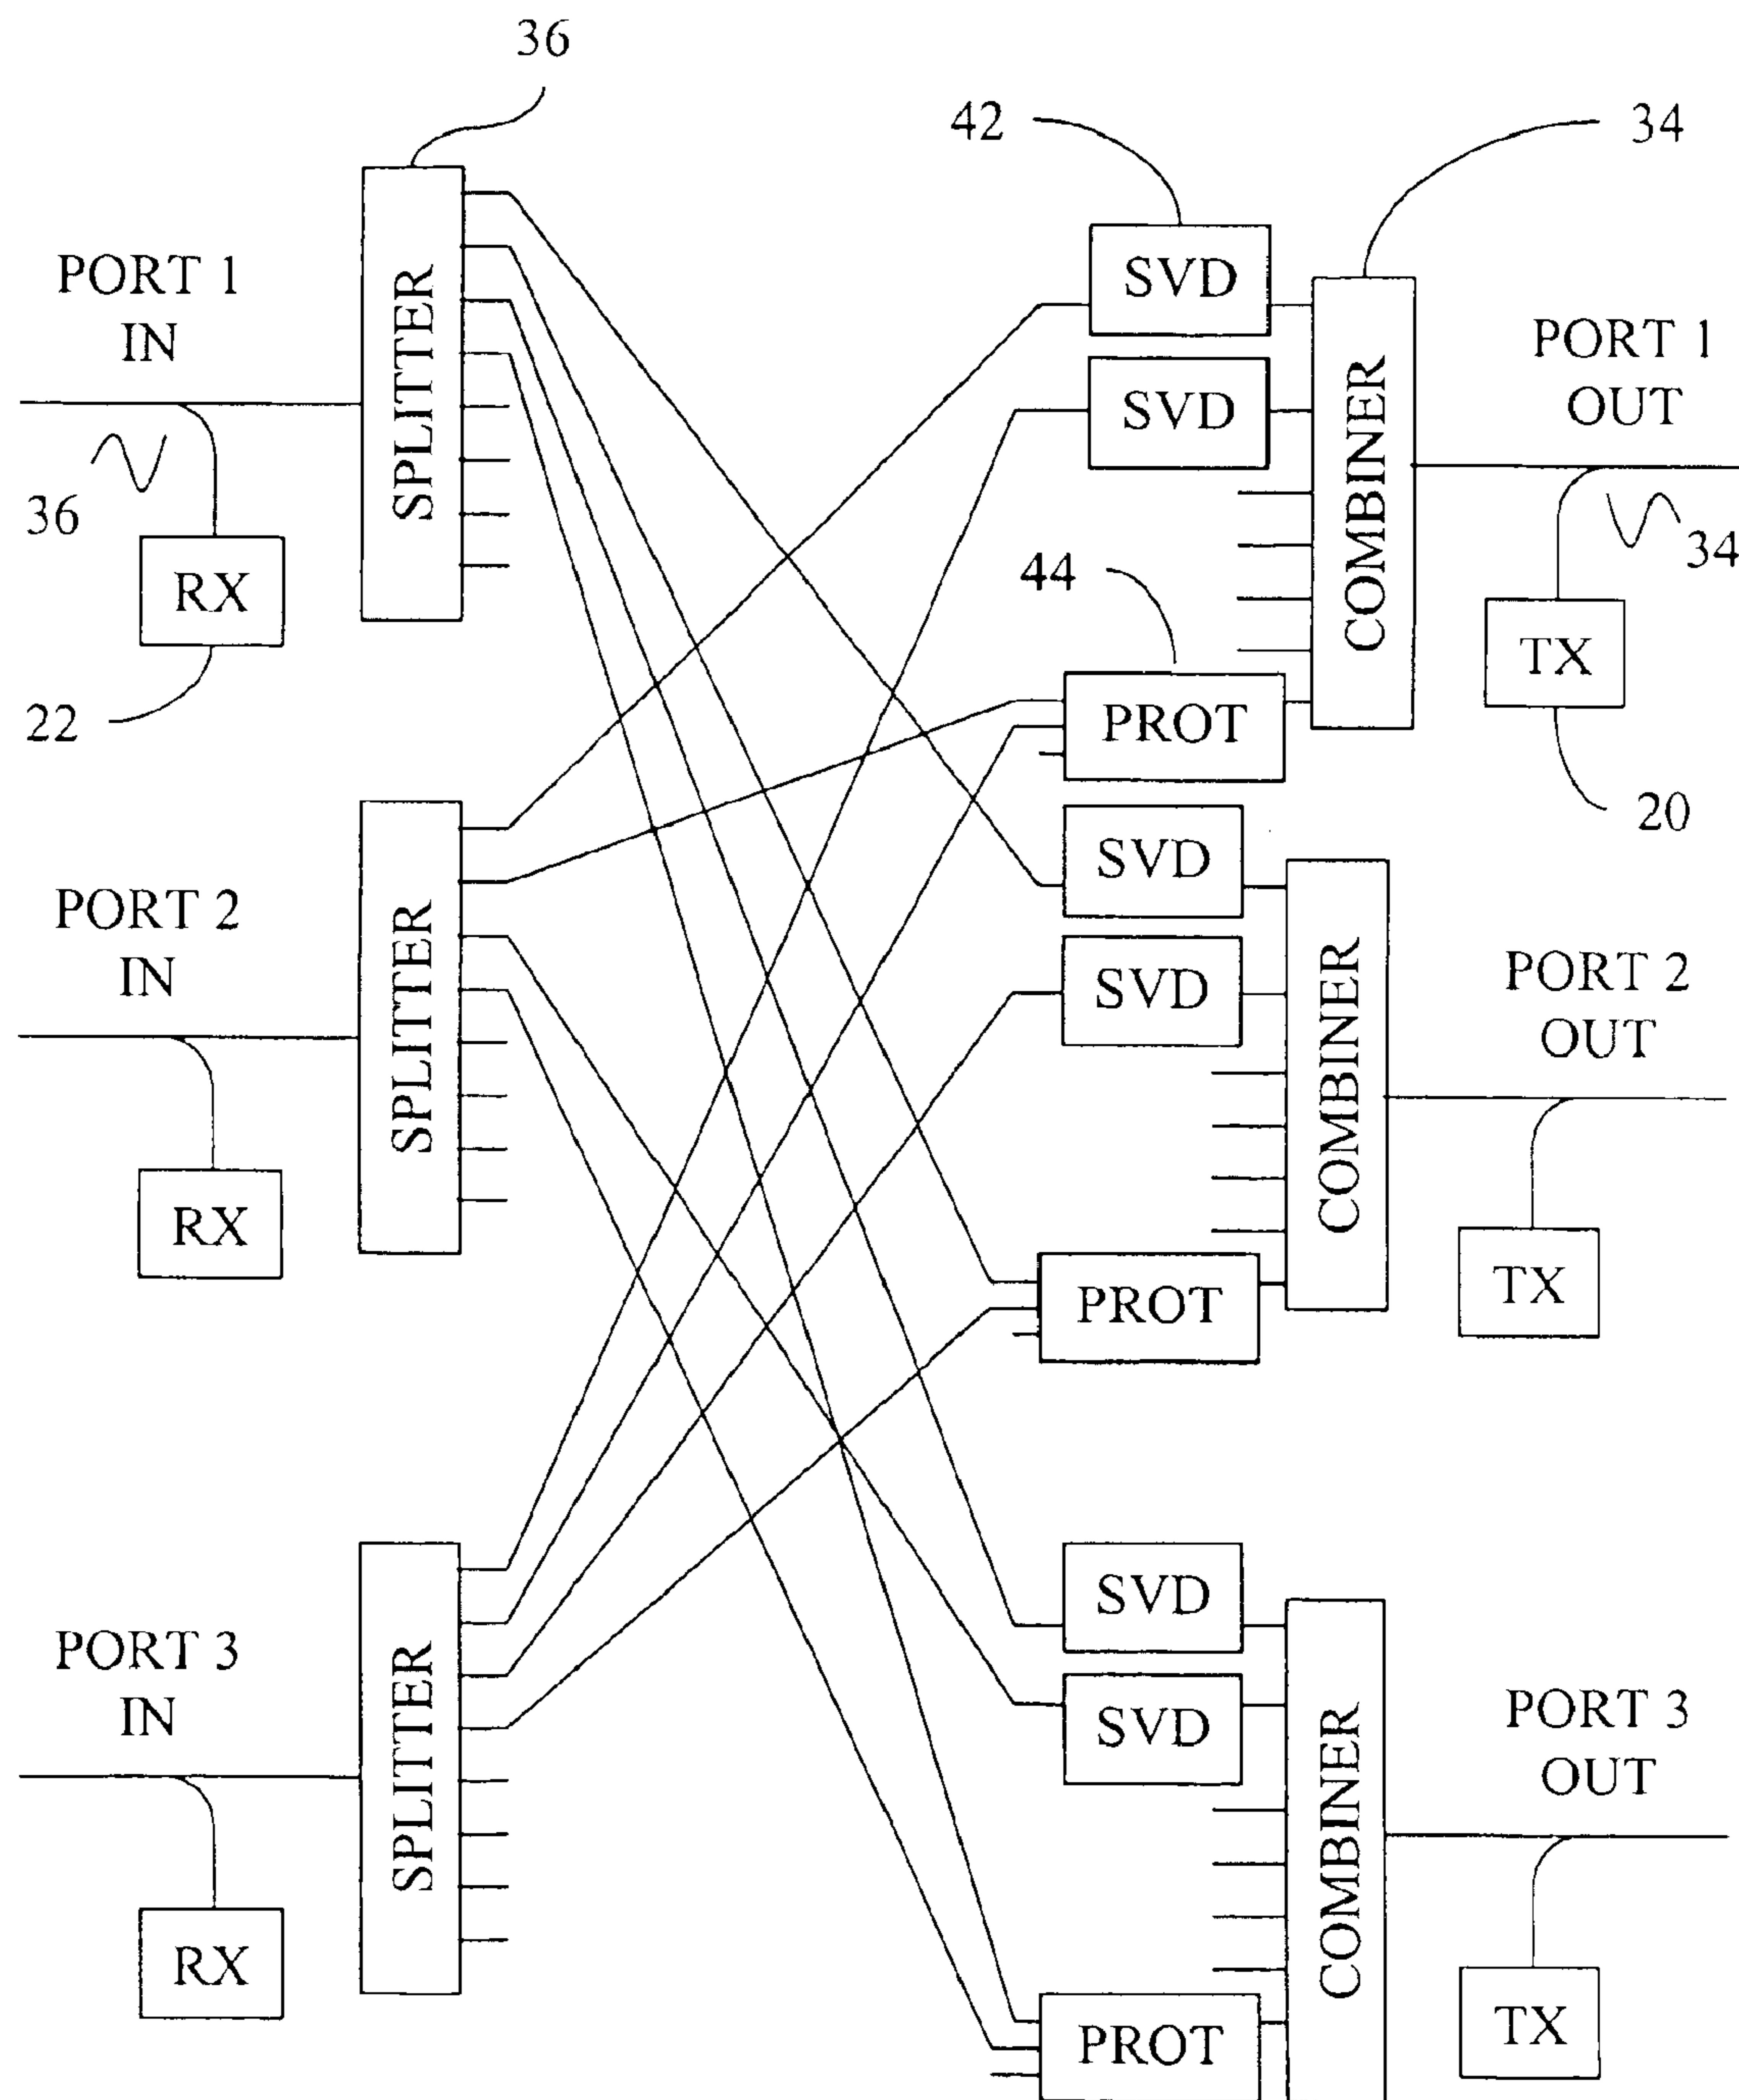 36
42
34
SVD
PORT 1
IN
SPLITTER
SVD
COMBINER
PORT 1
OUT
36
RX
22
44
PROT
34
TX
20
SVD
PORT 2
IN
SPLITTER
SVD
COMBINER
PORT 2
OUT
RX
PROT
TX
SVD
PORT 3
IN
SPLITTER
SVD
COMBINER
PORT 3
OUT
RX
PROT
TX